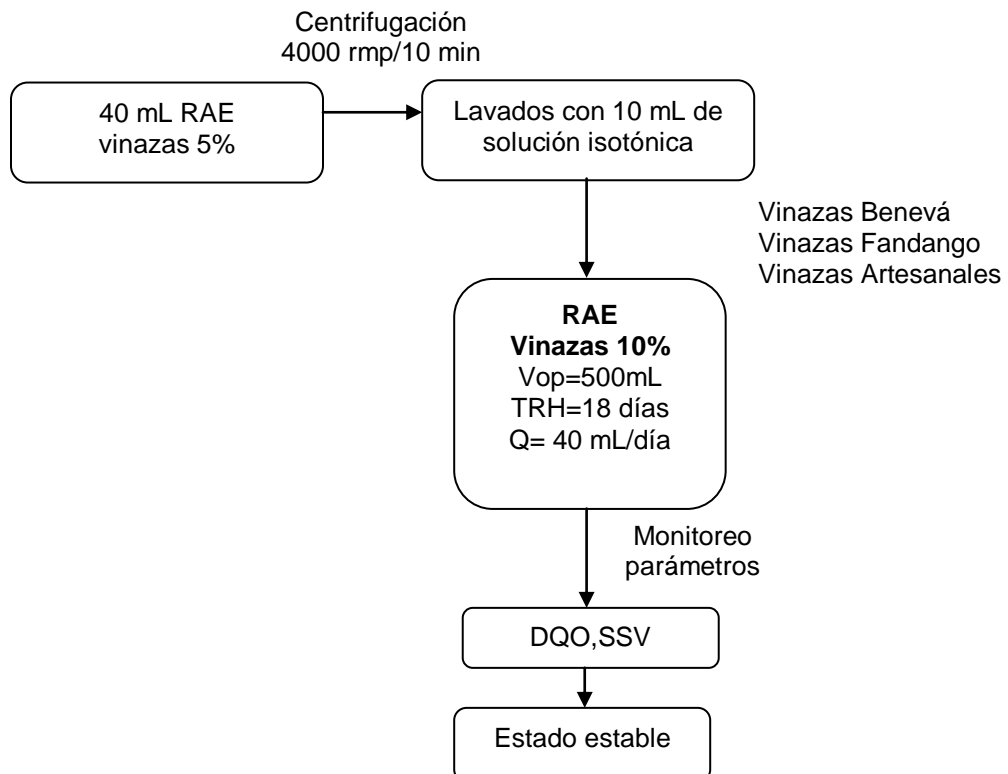 Centrifugación
4000 rmp/10 min
40 mL RAE
vinazas 5%
Lavados con 10 mL de
solución isotónica
Vinazas Benevá
Vinazas Fandango
Vinazas Artesanales
RAE
Vinazas 10%
Vop=500mL
TRH=18 días
Q= 40 mL/día
Monitoreo
parámetros
DQO,SSV
Estado estable